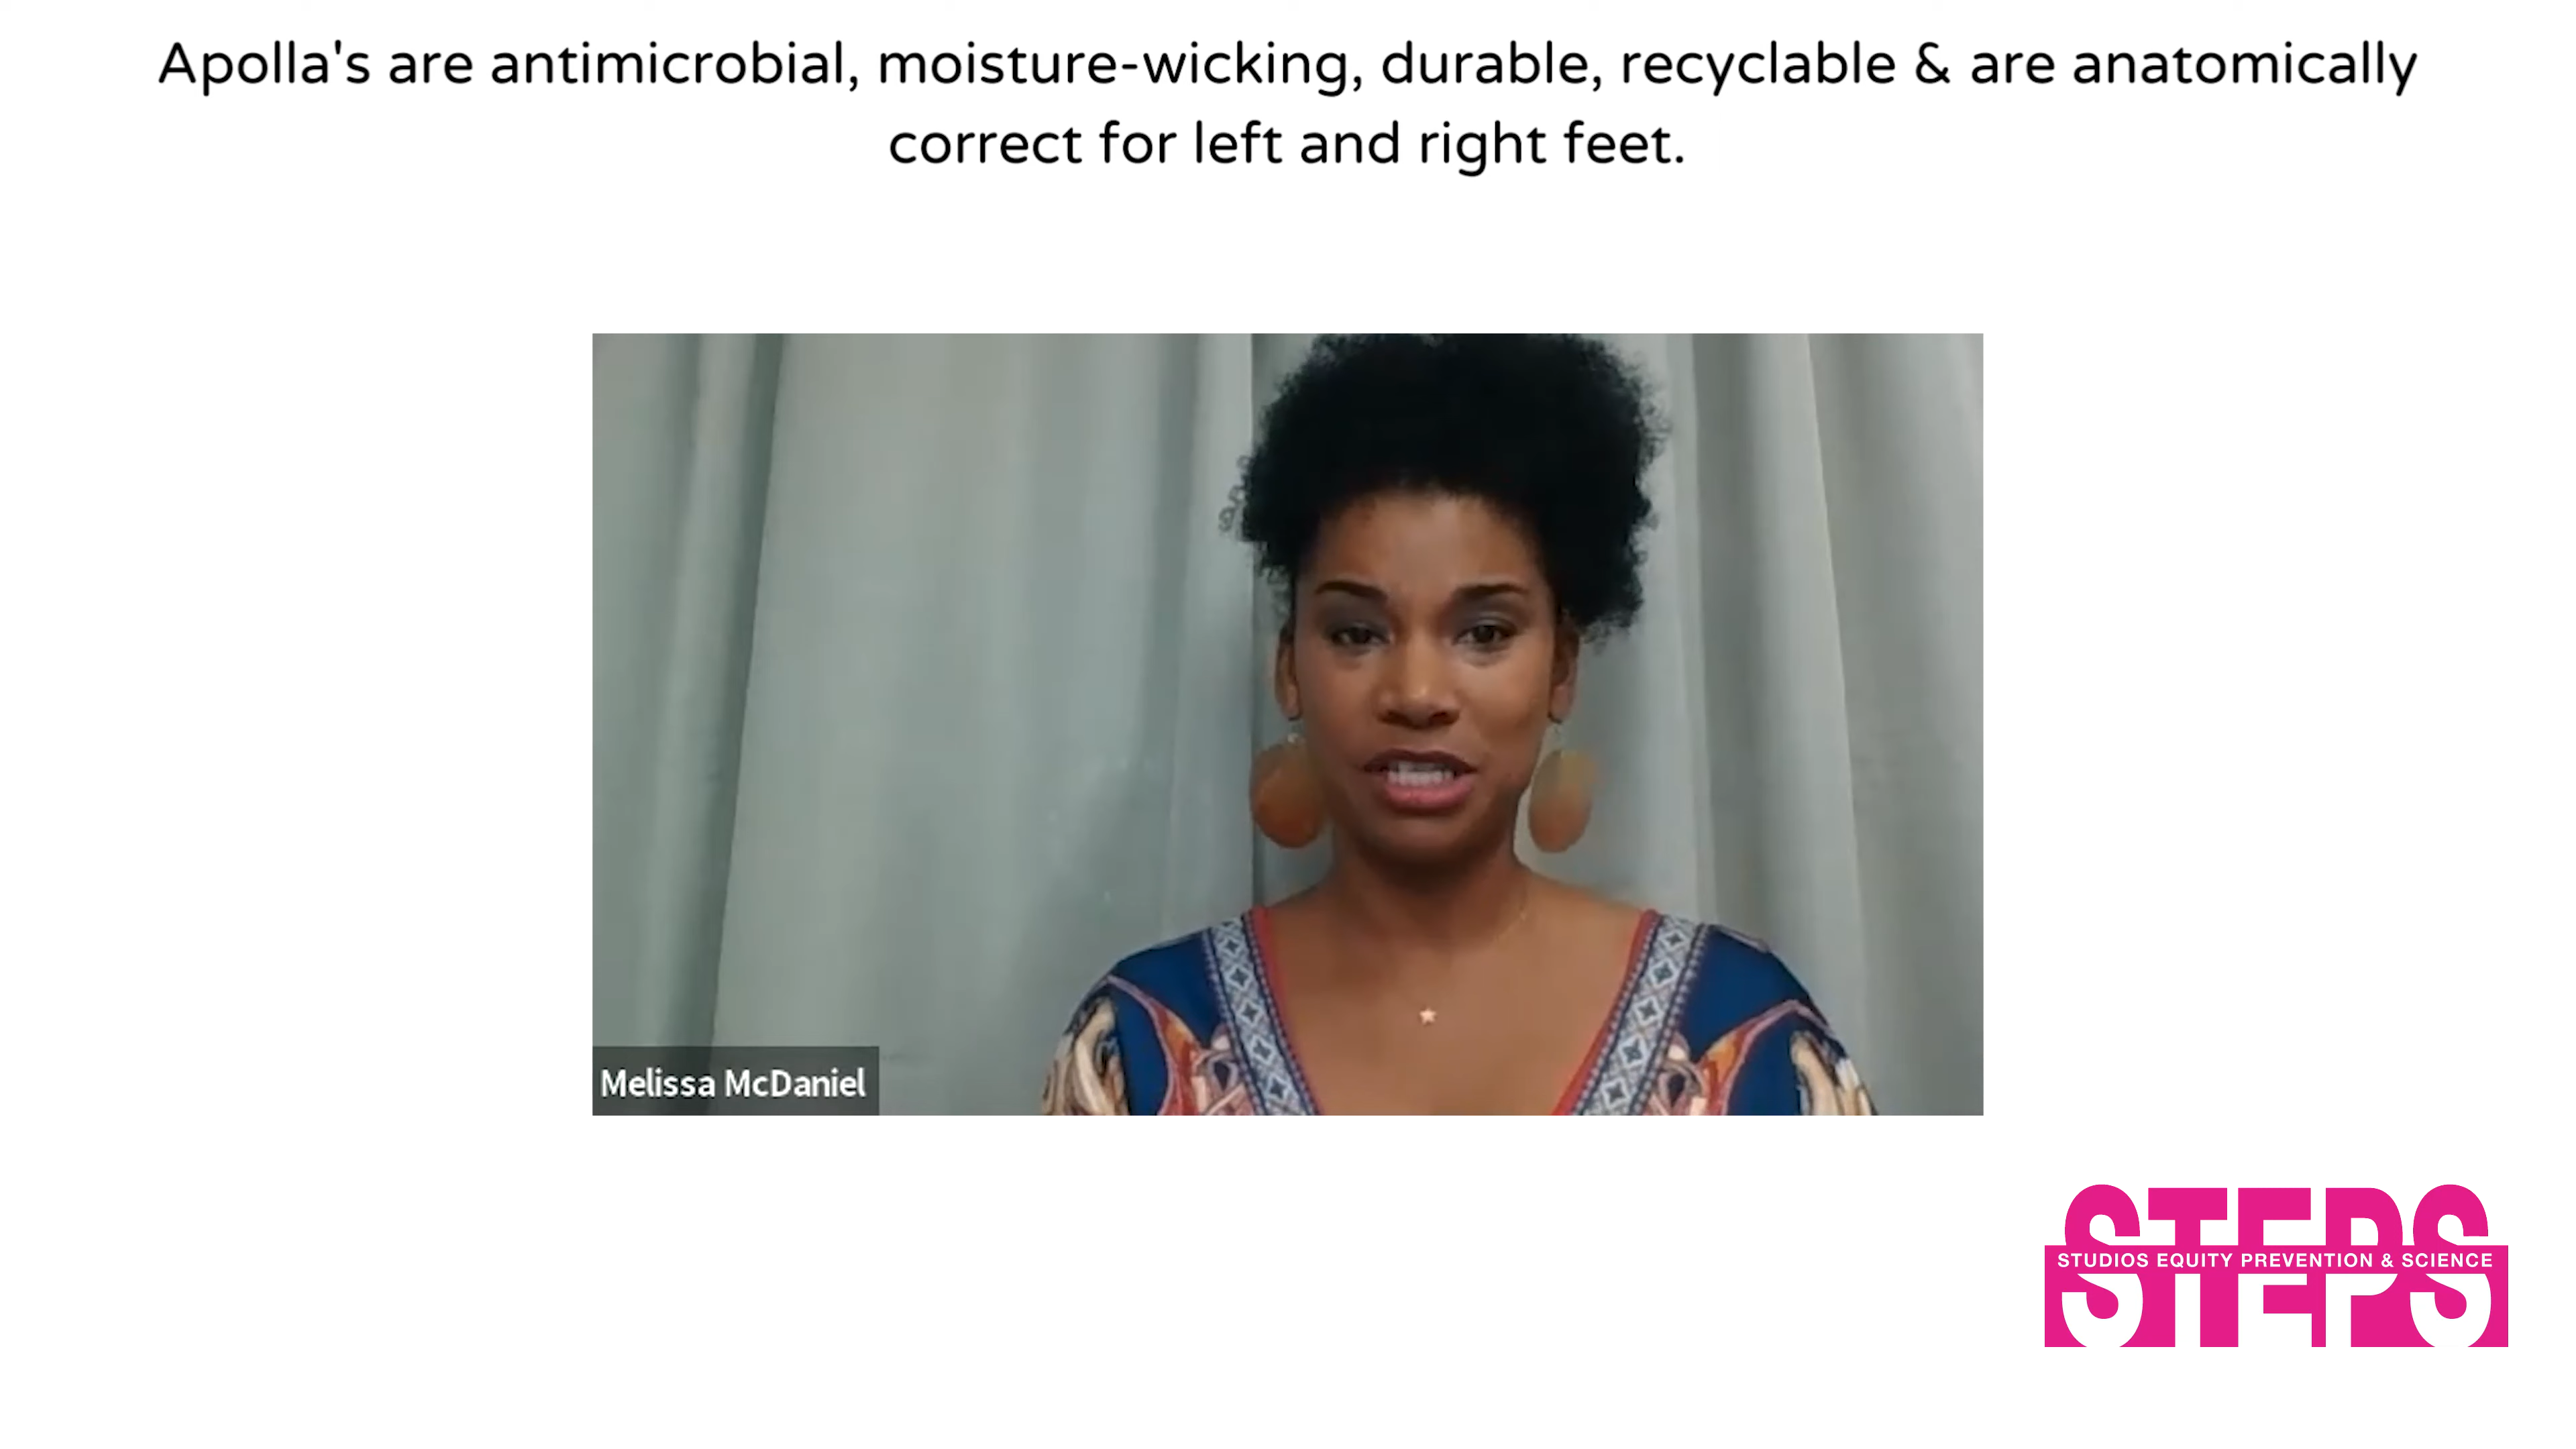 Apolla's are antimicrobial, moisture-wicking, durable, recyclable & are anatomically
correct for left and right feet.
Melissa McDaniel
STEPS
STUDIOS EQUITY PREVENTION & SCIENCE